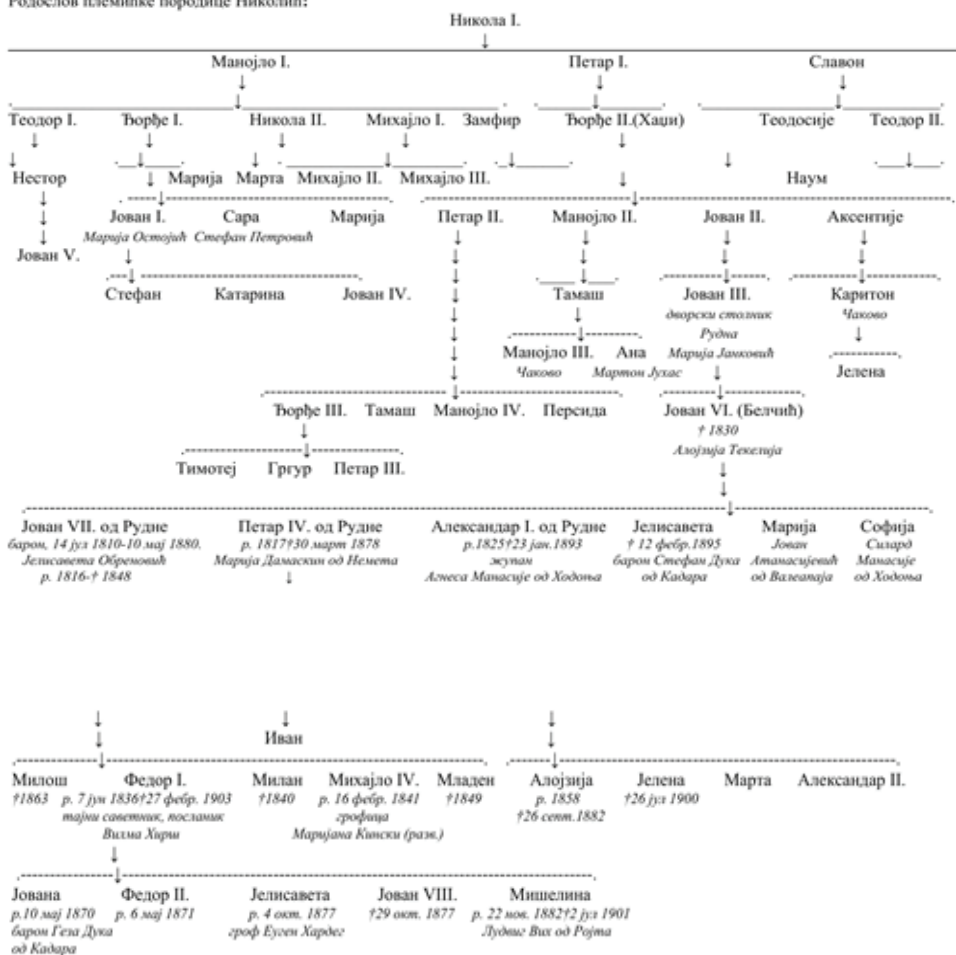 Родослов племићке породице Николић:
Никола I.
Манојло I. Петар I. Славон
Теодор I. Ђорђе I. Никола II. Михајло I. Замфир Ђорђе II.(Хаџи) Теодосије Теодор II.
Нестор Марија Марта Михајло II. Михајло III. Наум
Јован I. Сара Марија Петар II. Манојло II. Јован II. Аксентије
Марија Остојић Стефан Петровић
Јован V.
Стефан Катарина Јован IV. Тамаш Јован III. Каритон
дворски столник Чаково
Рудна
Манојло III. Ана Марија Јанковић
Чаково Мартон Јухас Јелена
Ђорђе III. Тамаш Манојло IV. Персида Јован VI. (Белчић)
† 1830
Алојзија Текелија
Тимотеј Гргур Петар III.
Јован VII. од Рудне Петар IV. од Рудне Александар I. од Рудне Јелисавета Марија Софија
барон, 14 јул 1810-10 мај 1880. р. 1817†30 март 1878 р.1825†23 јан.1893 † 12 фебр.1895 Јован Силард
Јелисавета Обреновић Марија Дамаскин од Немета жупан барон Стефан Дука Атанасијевић Манасије
р. 1816-† 1848 Агнеса Манасије од Ходоња од Кадара од Валеапаја од Ходоња
Иван
Милош Федор I. Милан Михајло IV. Младен Алојзија Јелена Марта Александар II.
†1863 р. 7 јун 1836†27 фебр. 1903 †1840 р. 16 фебр. 1841 †1849 р. 1858 †26 јул 1900
тајни саветник, посланик грофица †26 септ.1882
Вилма Хирш Маријана Кински (разв.)
Јована Федор II. Јелисавета Јован VIII. Мишелина
р.10 мај 1870 р. 6 мај 1871 р. 4 окт. 1877 †29 окт. 1877 р. 22 нов. 1882†2 јул 1901
барон Геза Дука гроф Еуген Хардег Лудвиг Вих од Ројта
од Кадара